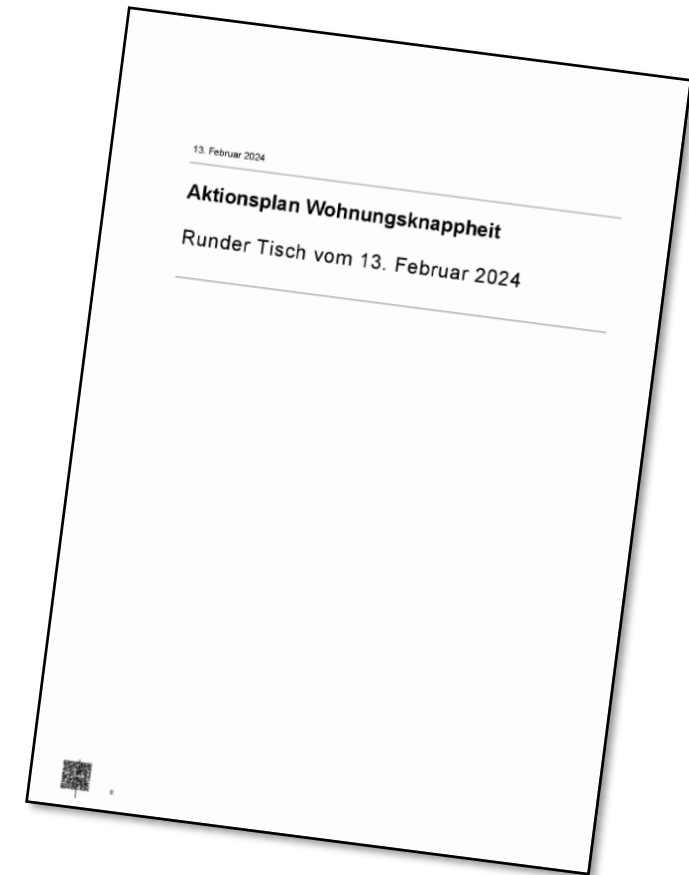 13. Februar 2024
Aktionsplan Wohnungsknappheit
Runder Tisch vom 13. Februar 2024